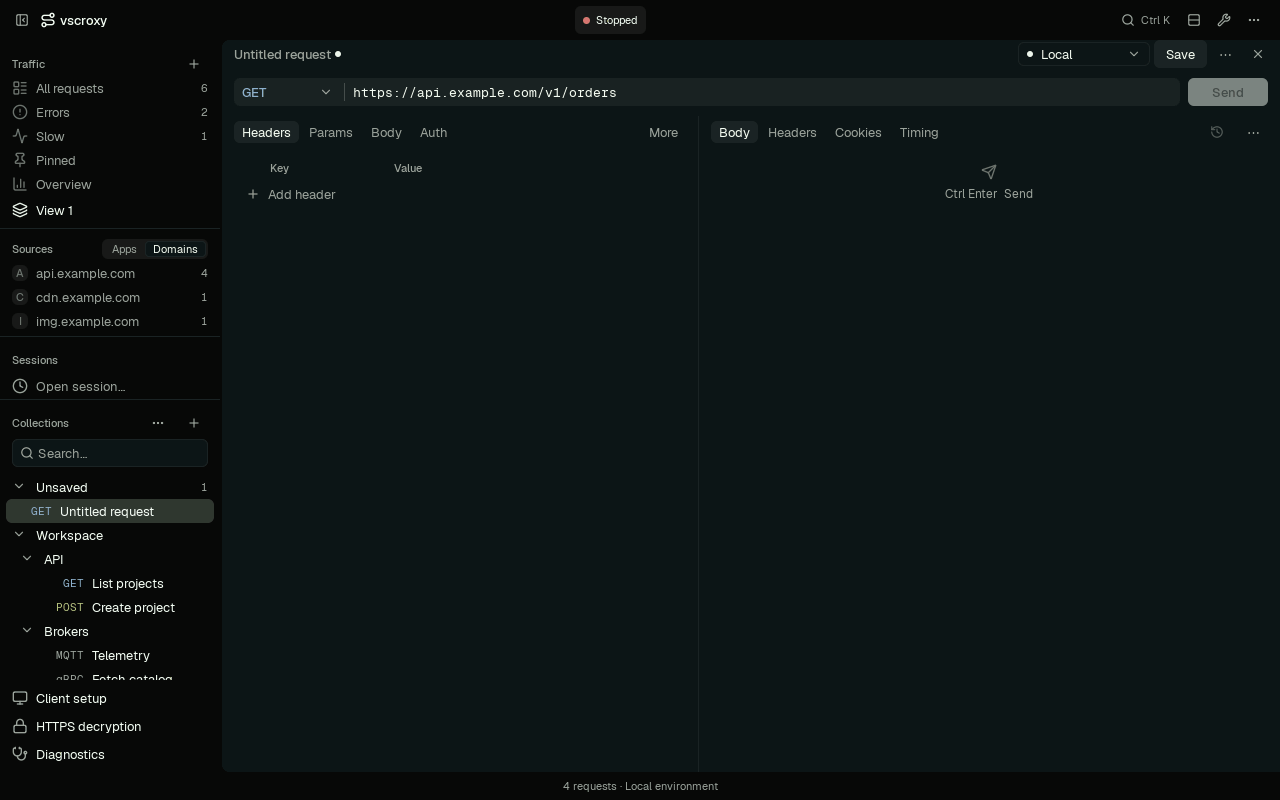 vscroxy
Stopped
Ctrl K
Traffic
All requests 6
Errors 2
Slow 1
Pinned
Overview
View 1
Sources Apps Domains
A api.example.com 4
C cdn.example.com 1
I img.example.com 1
Sessions
Open session...
Collections
Search...
Unsaved 1
GET Untitled request
Workspace
API
GET List projects
POST Create project
Brokers
MQTT Telemetry
gRPC Fetch catalog
Client setup
HTTPS decryption
Diagnostics
Untitled request
Local
Save
GET https://api.example.com/v1/orders
Send
Headers Params Body Auth More
Key Value
Add header
Body Headers Cookies Timing
Ctrl Enter Send
4 requests · Local environment